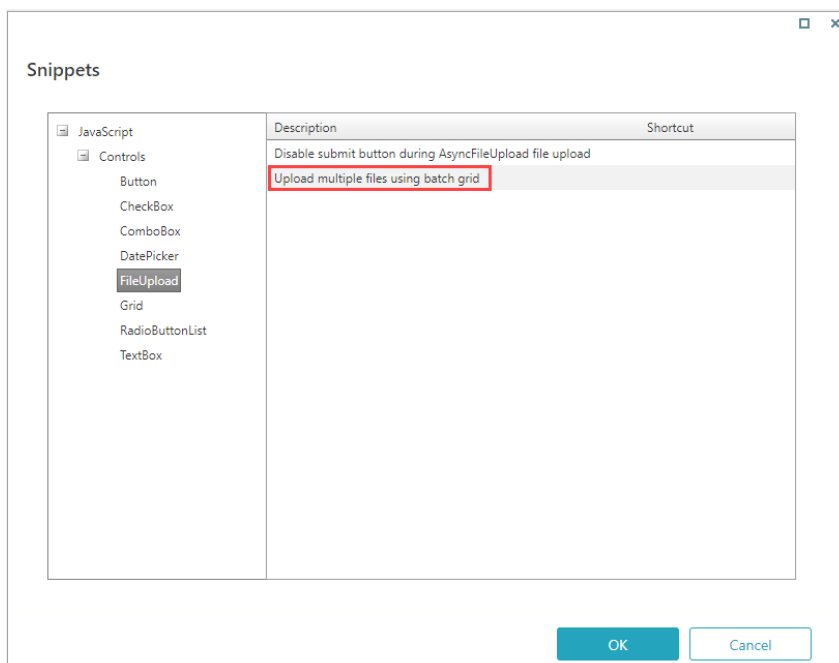 Snippets
JavaScript
Controls
Button
CheckBox
ComboBox
DatePicker
FileUpload
Grid
RadioButtonList
TextBox
Description Shortcut
Disable submit button during AsyncFileUpload file upload
Upload multiple files using batch grid
OK Cancel